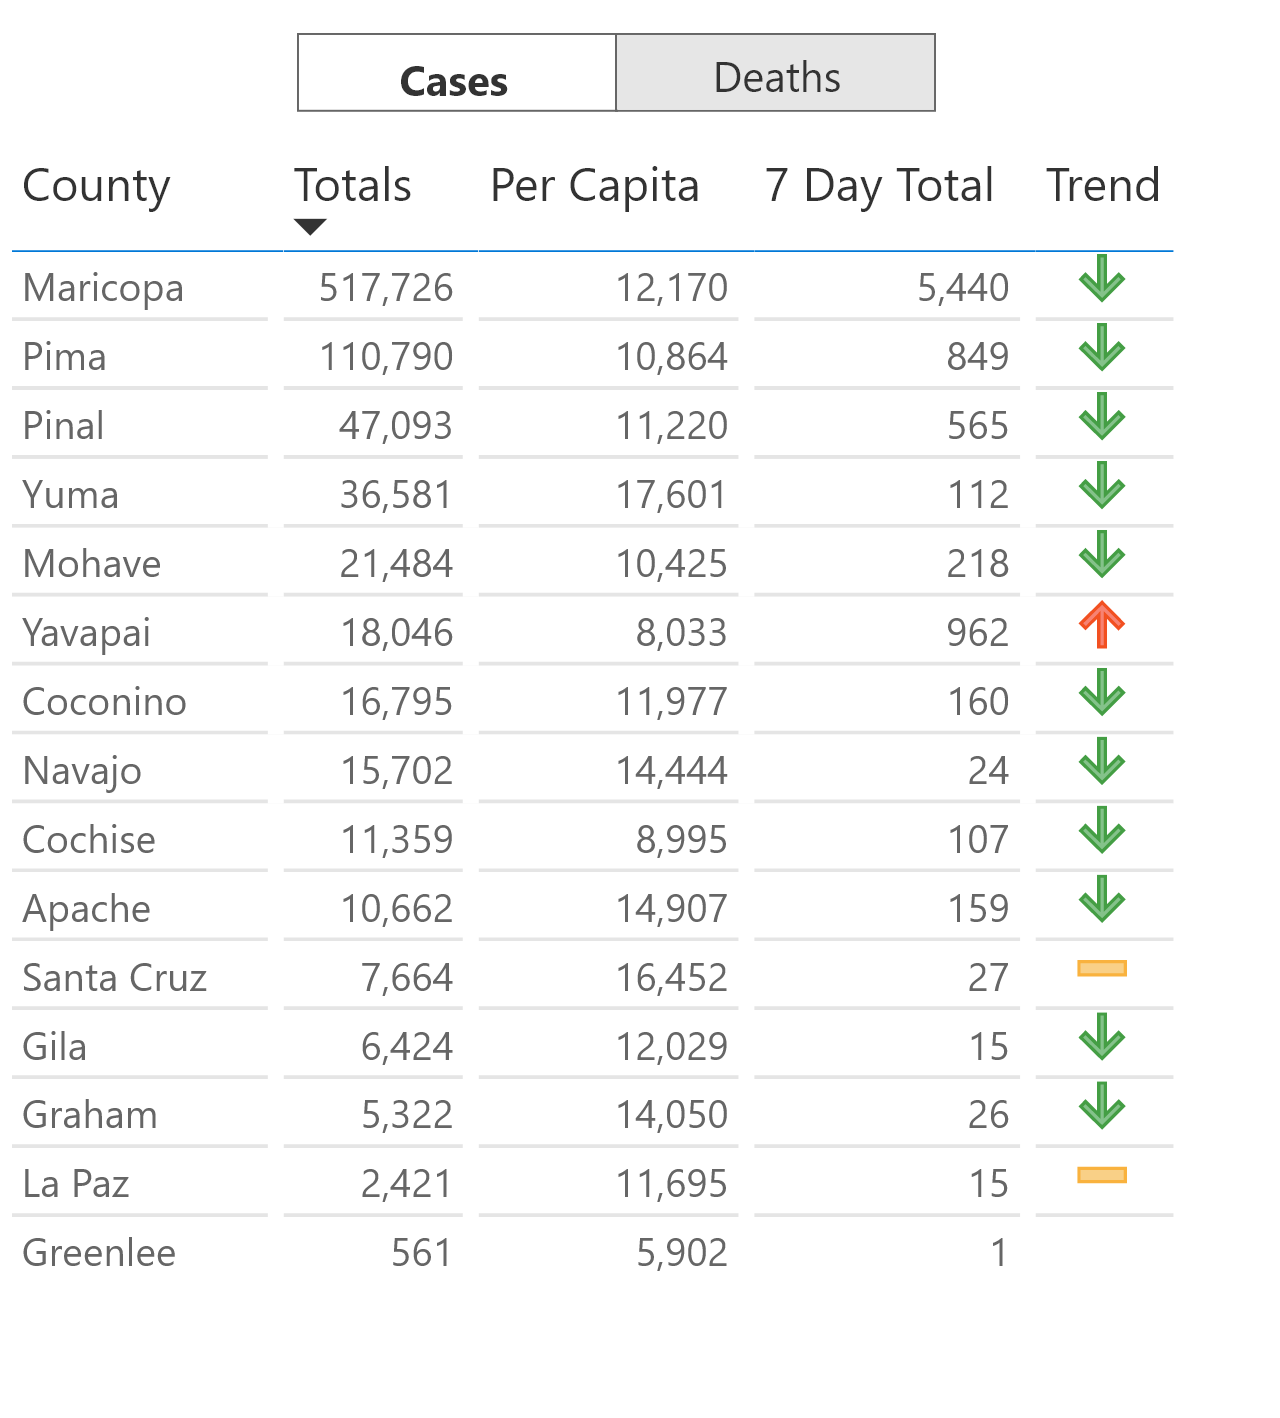 Cases Deaths
County Totals Per Capita 7 Day Total Trend
Maricopa 517,726 12,170 5,440
Pima 110,790 10,864 849
Pinal 47,093 11,220 565
Yuma 36,581 17,601 112
Mohave 21,484 10,425 218
Yavapai 18,046 8,033 962
Coconino 16,795 11,977 160
Navajo 15,702 14,444 24
Cochise 11,359 8,995 107
Apache 10,662 14,907 159
Santa Cruz 7,664 16,452 27
Gila 6,424 12,029 15
Graham 5,322 14,050 26
La Paz 2,421 11,695 15
Greenlee 561 5,902 1